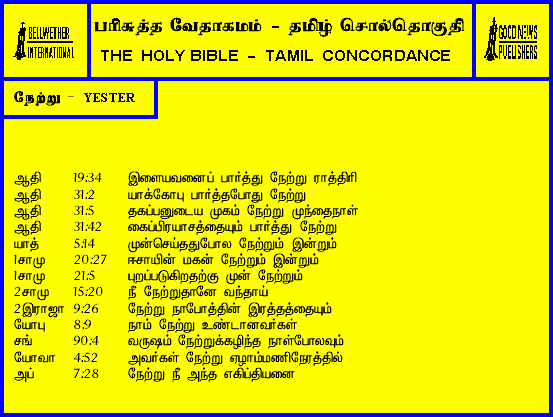 BELLWETHER
INTERNATIONAL
பரிசுத்த வேதாகமம் - தமிழ் சொல்தொகுதி
THE HOLY BIBLE - TAMIL CONCORDANCE
GOOD NEWS
PUBLISHERS
நேற்று - YESTER
ஆதி 19:34 இளையவனைப் பார்த்து நேற்று ராத்திரி
ஆதி 31:2 யாக்கோபு பார்த்தபோது நேற்று
ஆதி 31:5 தகப்பனுடைய முகம் நேற்று முந்தைநாள்
ஆதி 31:42 கைப்பிரயாசத்தையும் பார்த்து நேற்று
யாத் 5:14 முன்செய்ததுபோல நேற்றும் இன்றும்
1சாமு 20:27 ஈசாயின் மகன் நேற்றும் இன்றும்
1சாமு 21:5 புறப்படுகிறதற்கு முன் நேற்றும்
2சாமு 15:20 நீ நேற்றுதானே வந்தாய்
2இராஜா 9:26 நேற்று நாபோத்தின் இரத்தத்தையும்
யோபு 8:9 நாம் நேற்று உண்டானவர்கள்
சங் 90:4 வருஷம் நேற்றுக்கழிந்த நாள்போலவும்
யோவா 4:52 அவர்கள் நேற்று ஏழாம்மணிநேரத்தில்
அப் 7:28 நேற்று நீ அந்த எகிப்தியனை